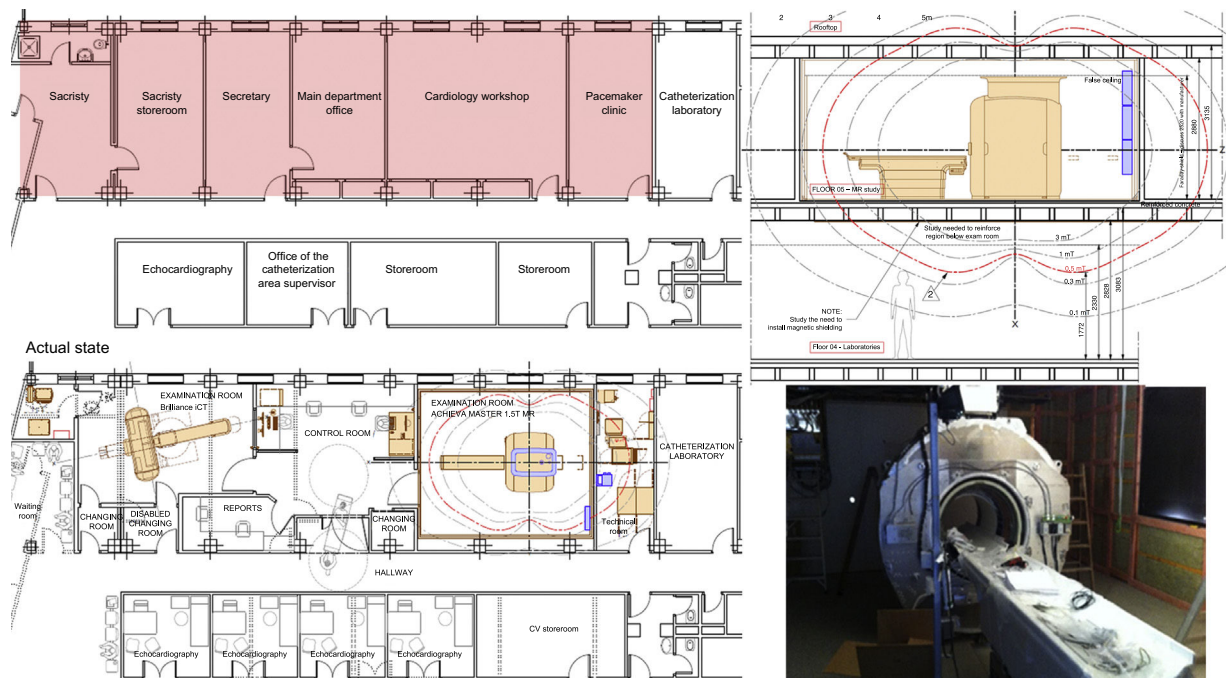 Sacristy
Sacristy
storeroom
Secretary
Main department
office
Cardiology workshop
Pacemaker
clinic
Catheterization
laboratory
Echocardiography
Office of the
catheterization
area supervisor
Storeroom
Storeroom
2
3
4
5m
Rooftop
False ceiling
2880
3135
Z
FLOOR 05 – MR study
Reinforced concrete
Study needed to reinforce
region below exam room
3 mT
1 mT
0.5 mT
0.3 mT
0.1 mT
2
NOTE:
Study the need to
install magnetic shielding
X
1772
2330
2828
3083
Floor 04 - Laboratories
Actual state
EXAMINATION ROOM
Brilliance iCT
CONTROL ROOM
EXAMINATION ROOM
ACHIEVA MASTER 1.5T MR
CATHETERIZATION
LABORATORY
Waiting
room
CHANGING
ROOM
DISABLED
CHANGING
ROOM
REPORTS
CHANGING
ROOM
Technical
room
HALLWAY
Echocardiography
Echocardiography
Echocardiography
Echocardiography
CV storeroom